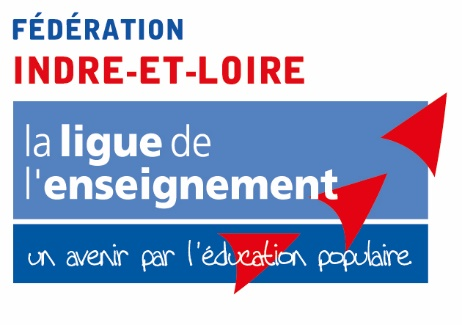 FÉDÉRATION
INDRE-ET-LOIRE
la ligue de
l'enseignement
un avenir par l'éducation populaire